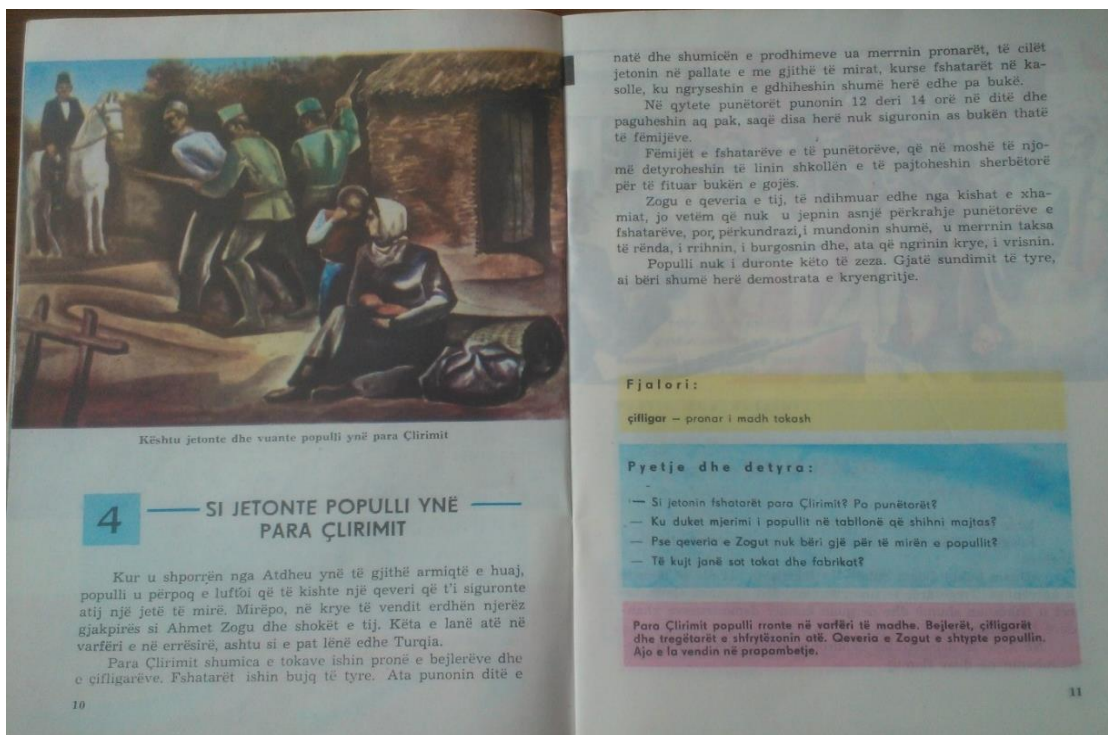 Kështu jetonte dhe vuante populli ynë para Çlirimit
4
SI JETONTE POPULLI YNË
PARA ÇLIRIMIT
Kur u shporrën nga Atdheu ynë të gjithë armiqtë e huaj,
populli u përpoq e luftoi që të kishte një qeveri që t'i siguronte
atij një jetë të mirë. Mirëpo, në krye të vendit erdhën njerëz
gjakpirës si Ahmet Zogu dhe shokët e tij. Këta e lanë atë në
varfëri e në errësirë, ashtu si e pat lënë edhe Turqia.
Para Çlirimit shumica e tokave ishin pronë e bejlerëve dhe
e çifligarëve. Fshatarët ishin bujq të tyre. Ata punonin ditë e
10
natë dhe shumicën e prodhimeve ua merrnin pronarët, të cilët
jetonin në pallate e me gjithë të mirat, kurse fshatarët në ka-
solle, ku ngryseshin e gdhiheshin shumë herë edhe pa bukë.
Në qytete punëtorët punonin 12 deri 14 orë në ditë dhe
paguheshin aq pak, saqë disa herë nuk siguronin as bukën thatë
të fëmijëve.
Fëmijët e fshatarëve e të punëtorëve, që në moshë të njo-
më detyroheshin të linin shkollën e të pajtoheshin sherbëtorë
për të fituar bukën e gojës.
Zogu e qeveria e tij, të ndihmuar edhe nga kishat e xha-
miat, jo vetëm që nuk u jepnin asnjë përkrahje punëtorëve e
fshatarëve, por, përkundrazi, i mundonin shumë, u merrnin taksa
të rënda, i rrihnin, i burgosnin dhe, ata që ngrinin krye, i vrisnin.
Populli nuk i duronte këto të zeza. Gjatë sundimit të tyre,
ai bëri shumë herë demostrata e kryengritje.
Fjalori:
çifligar — pronar i madh tokash
Pyetje dhe detyra:
— Si jetonin fshatarët para Çlirimit? Po punëtorët?
— Ku duket mjerimi i popullit në tabllonë që shihni majtas?
— Pse qeveria e Zogut nuk bëri gjë për të mirën e popullit?
— Të kujt janë sot tokat dhe fabrikat?
Para Çlirimit populli rronte në varfëri të madhe. Bejlerët, çifligarët
dhe tregëtarët e shfrytëzonin atë. Qeveria e Zogut e shtypte popullin.
Ajo e la vendin në prapambetje.
11